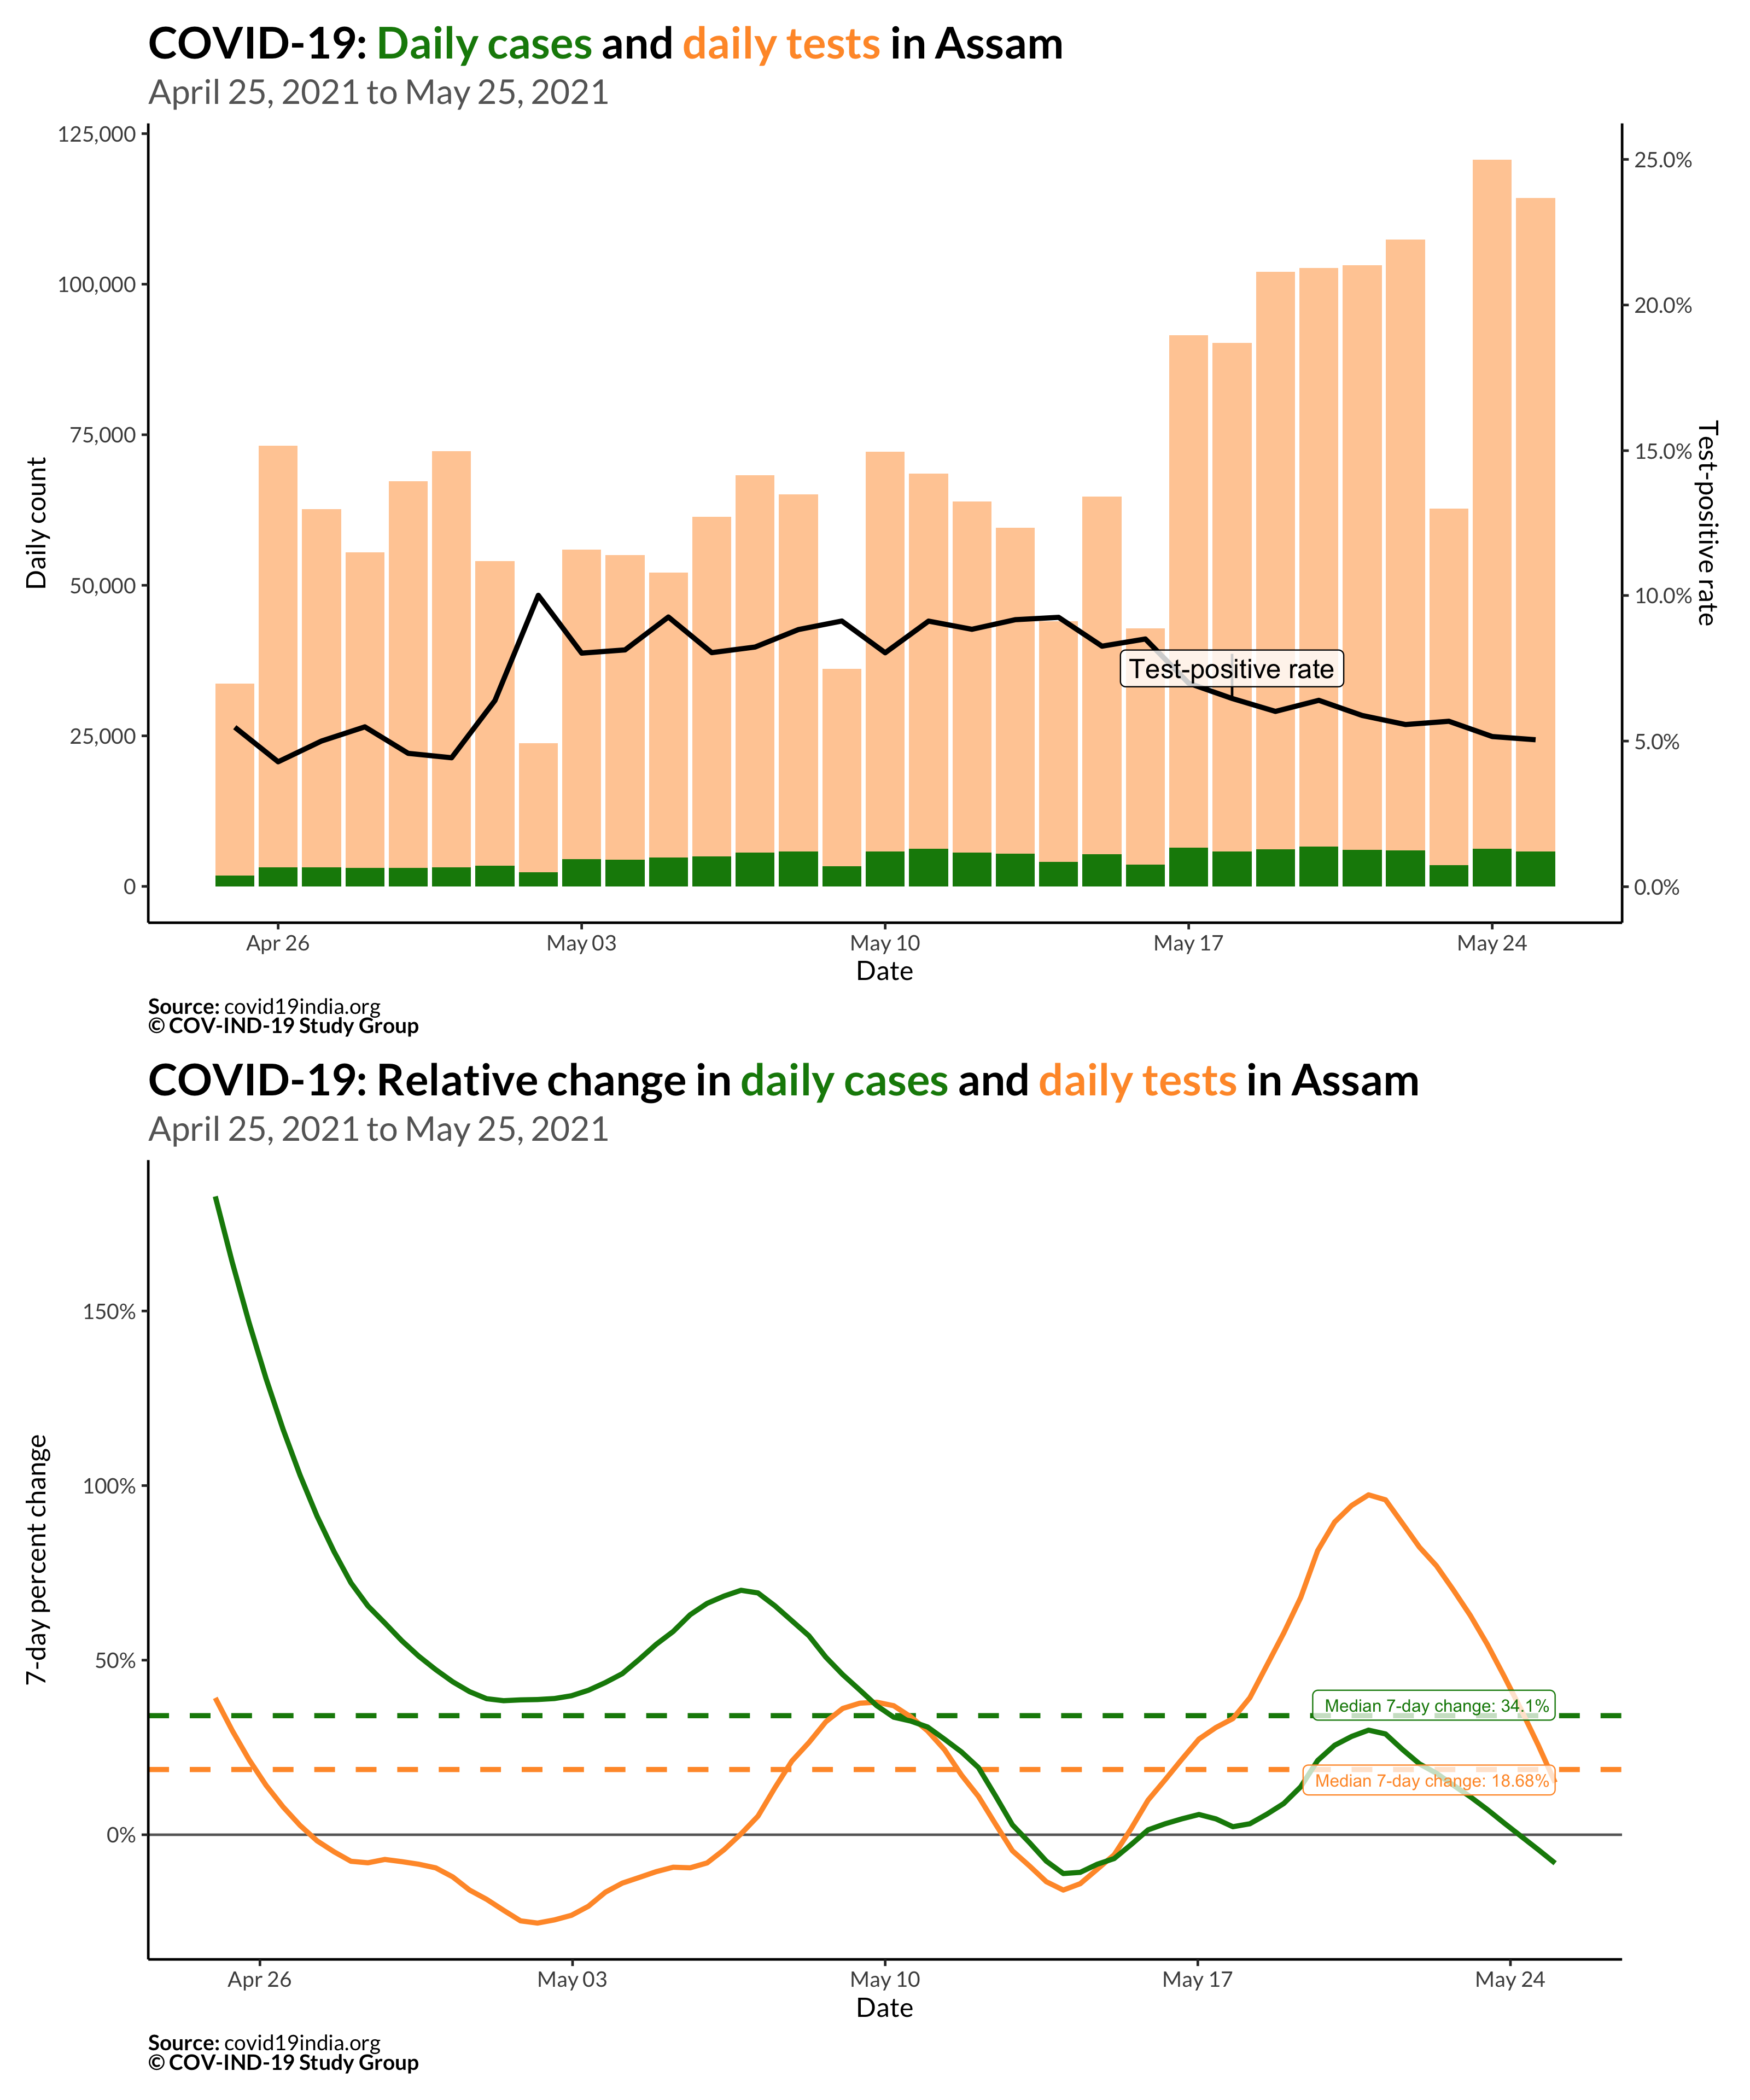 COVID-19: Daily cases and daily tests in Assam
April 25, 2021 to May 25, 2021
125,000
100,000
75,000
50,000
25,000
0
Daily count
25.0%
20.0%
15.0%
10.0%
5.0%
0.0%
Test-positive rate
Test-positive rate
Apr 26
May 03
May 10
May 17
May 24
Date
Source: covid19india.org
© COV-IND-19 Study Group
COVID-19: Relative change in daily cases and daily tests in Assam
April 25, 2021 to May 25, 2021
150%
100%
50%
0%
7-day percent change
Median 7-day change: 34.1%
Median 7-day change: 18.68%
Apr 26
May 03
May 10
May 17
May 24
Date
Source: covid19india.org
© COV-IND-19 Study Group